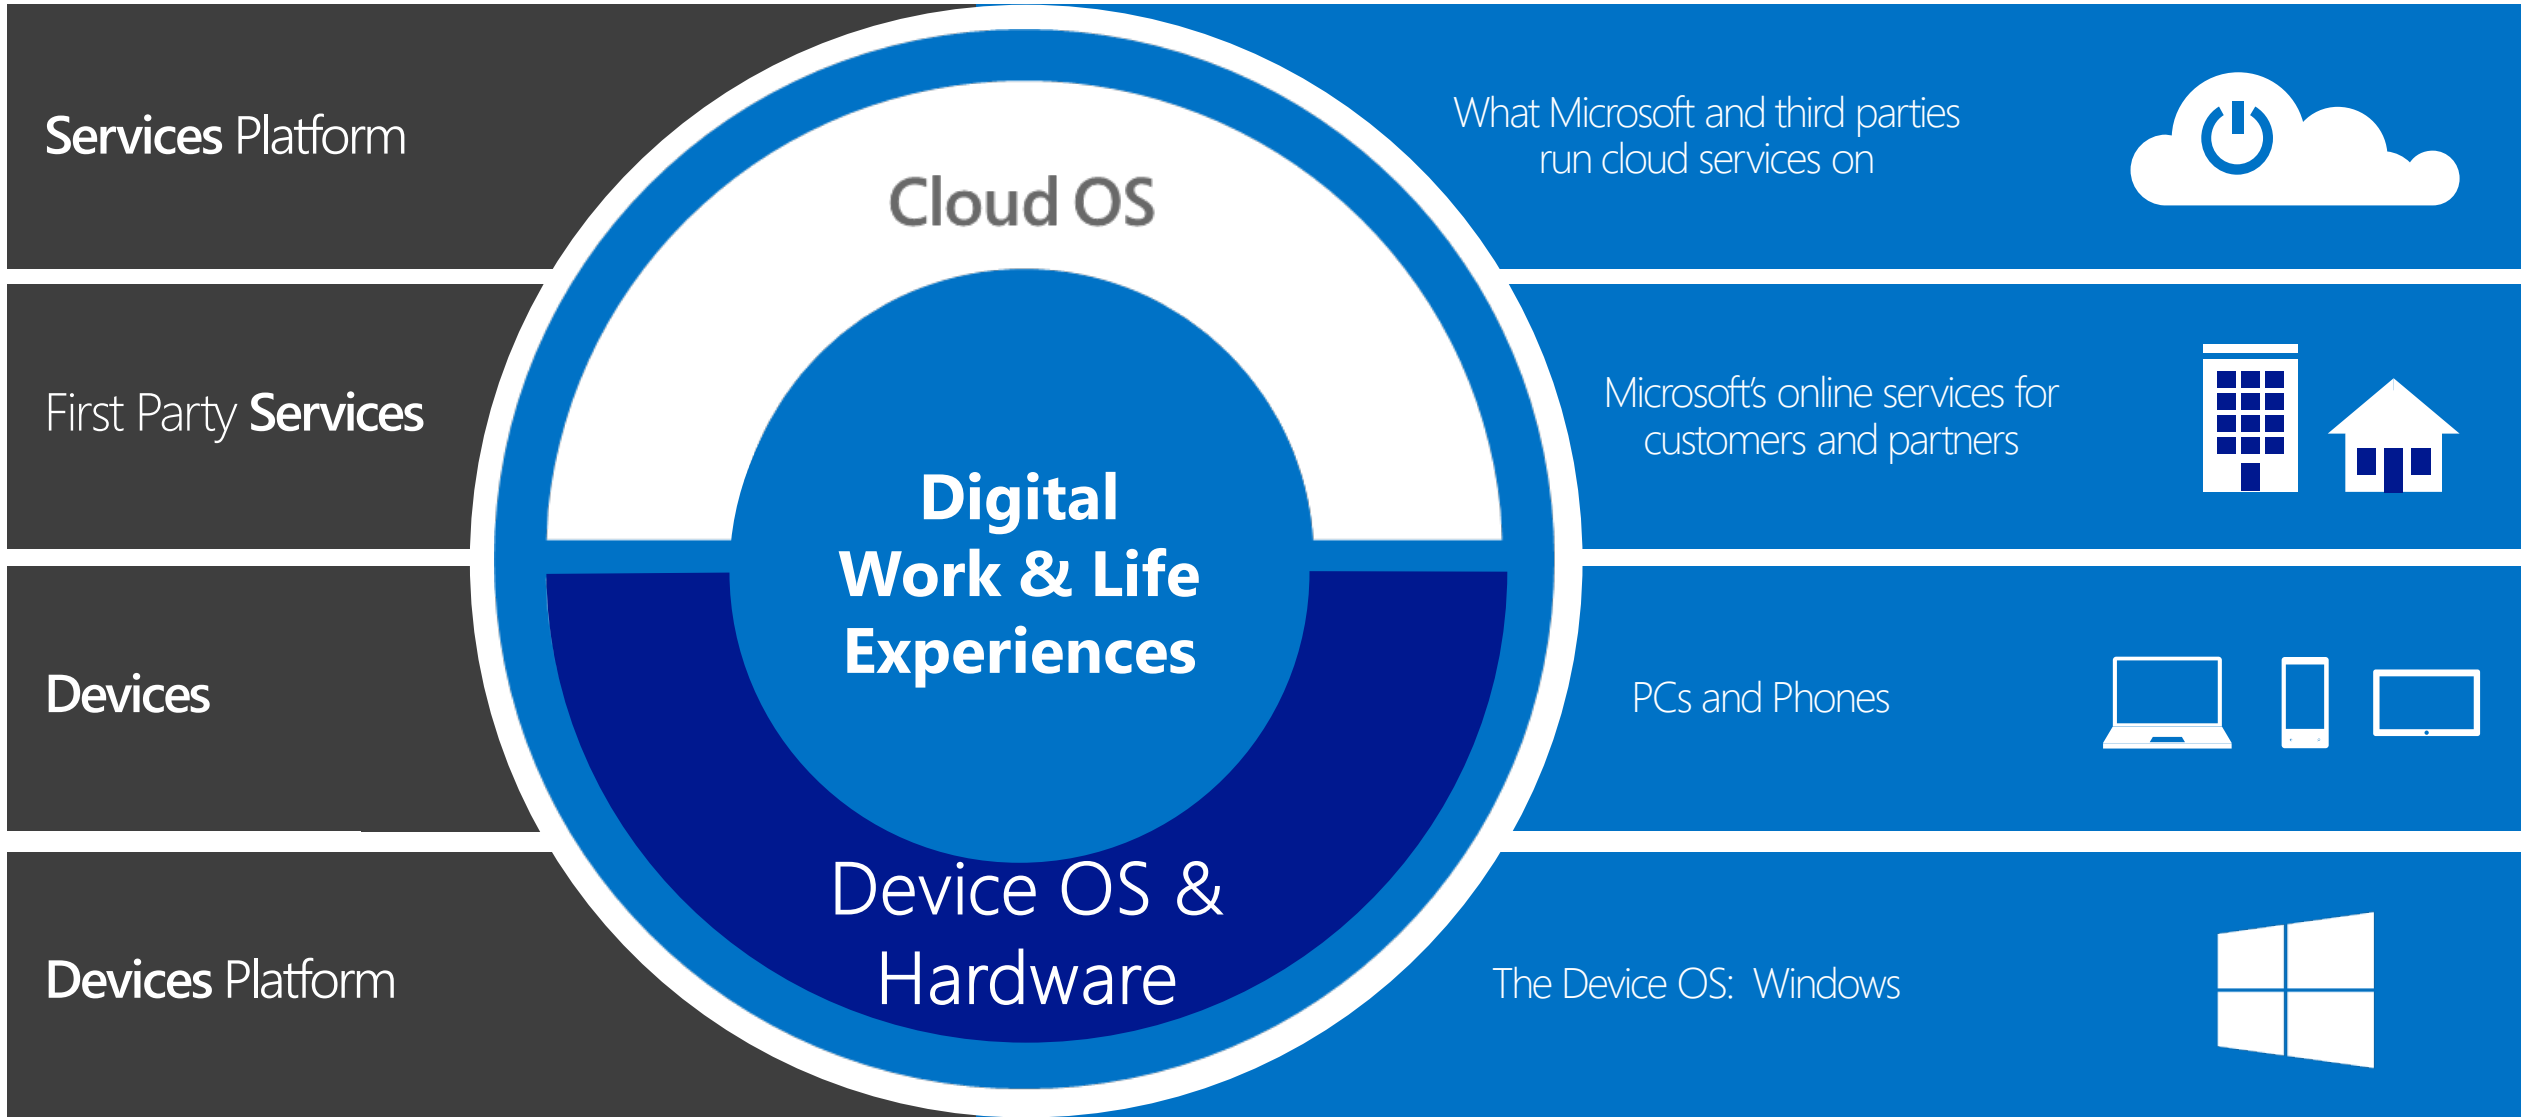 Services Platform
What Microsoft and third parties
run cloud services on
Cloud OS
First Party Services
Microsoft's online services for
customers and partners
Digital
Work & Life
Experiences
Devices
PCs and Phones
Device OS &
Hardware
Devices Platform
The Device OS:  Windows